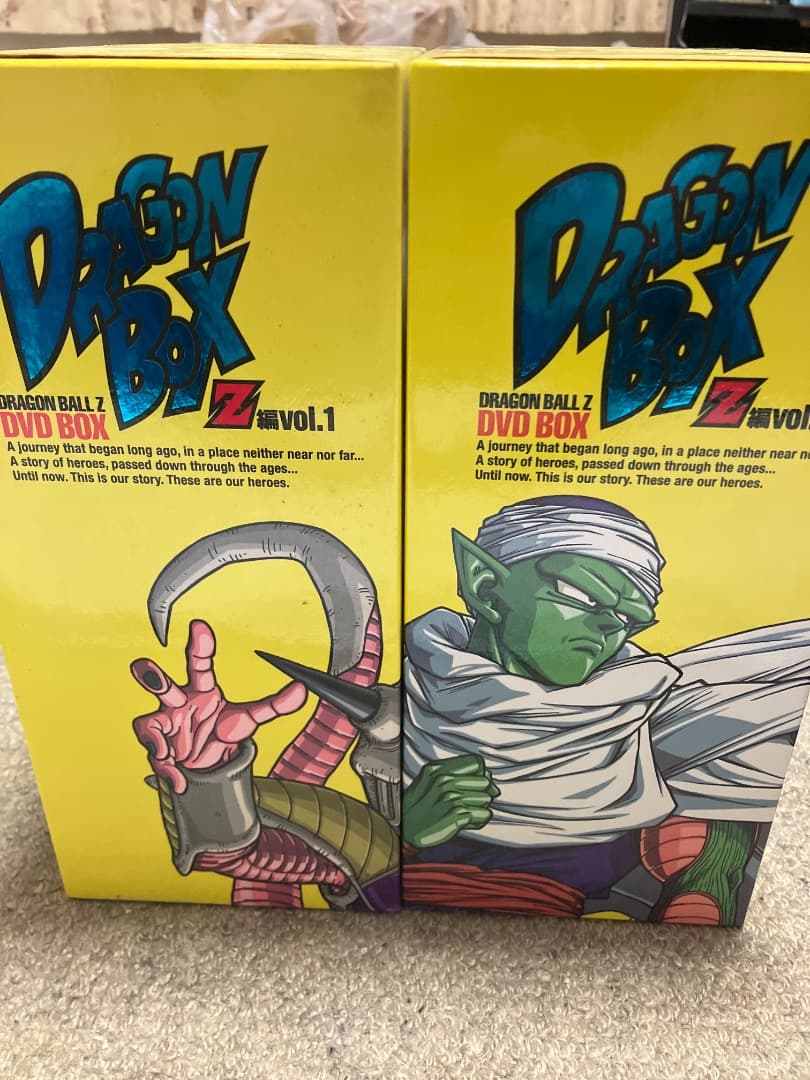 DRAGON
BOX
DRAGON BALL Z
DVD BOX
Z編vol.1
A journey that began long ago, in a place neither near nor far...
A story of heroes, passed down through the ages...
Until now. This is our story. These are our heroes.
DRAGON
BOX
DRAGON BALL Z
DVD BOX
Z編vol.
A journey that began long ago, in a place neither near
A story of heroes, passed down through the ages...
Until now. This is our story. These are our heroes.